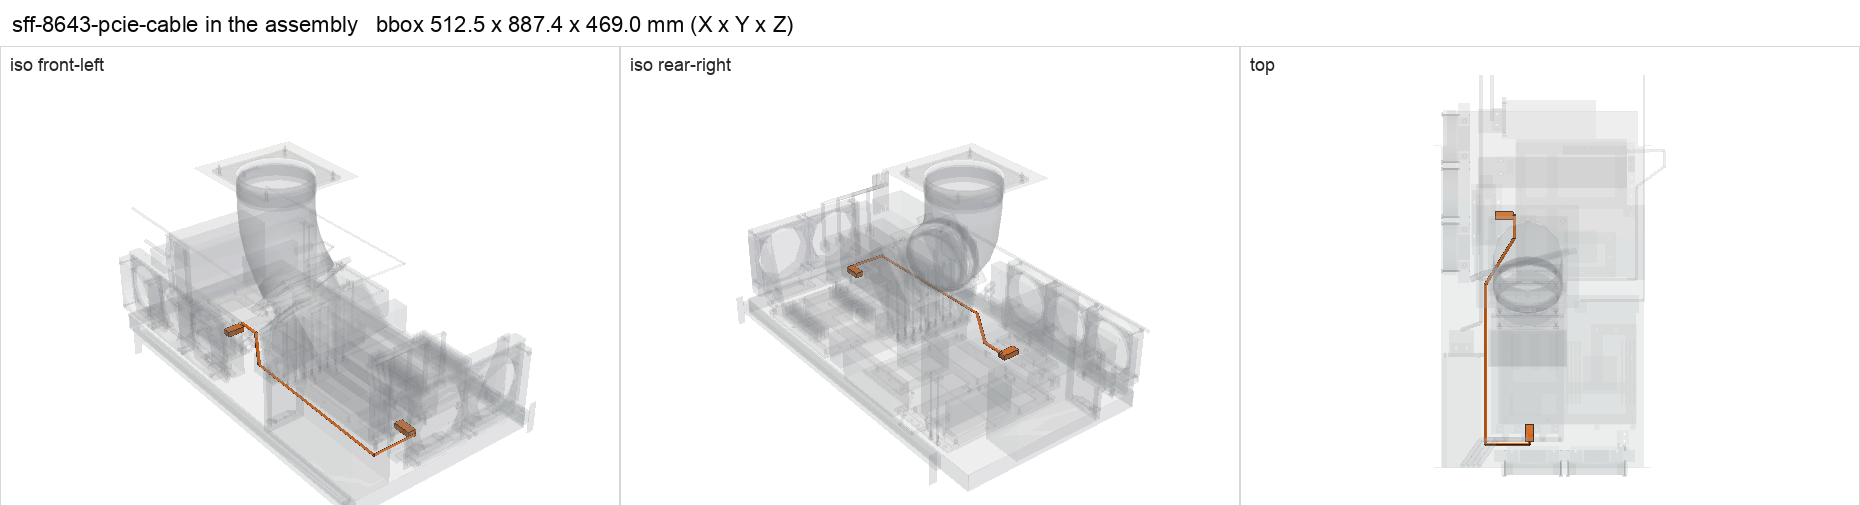 sff-8643-pcie-cable in the assembly   bbox 512.5 x 887.4 x 469.0 mm (X x Y x Z)
iso front-left
iso rear-right
top